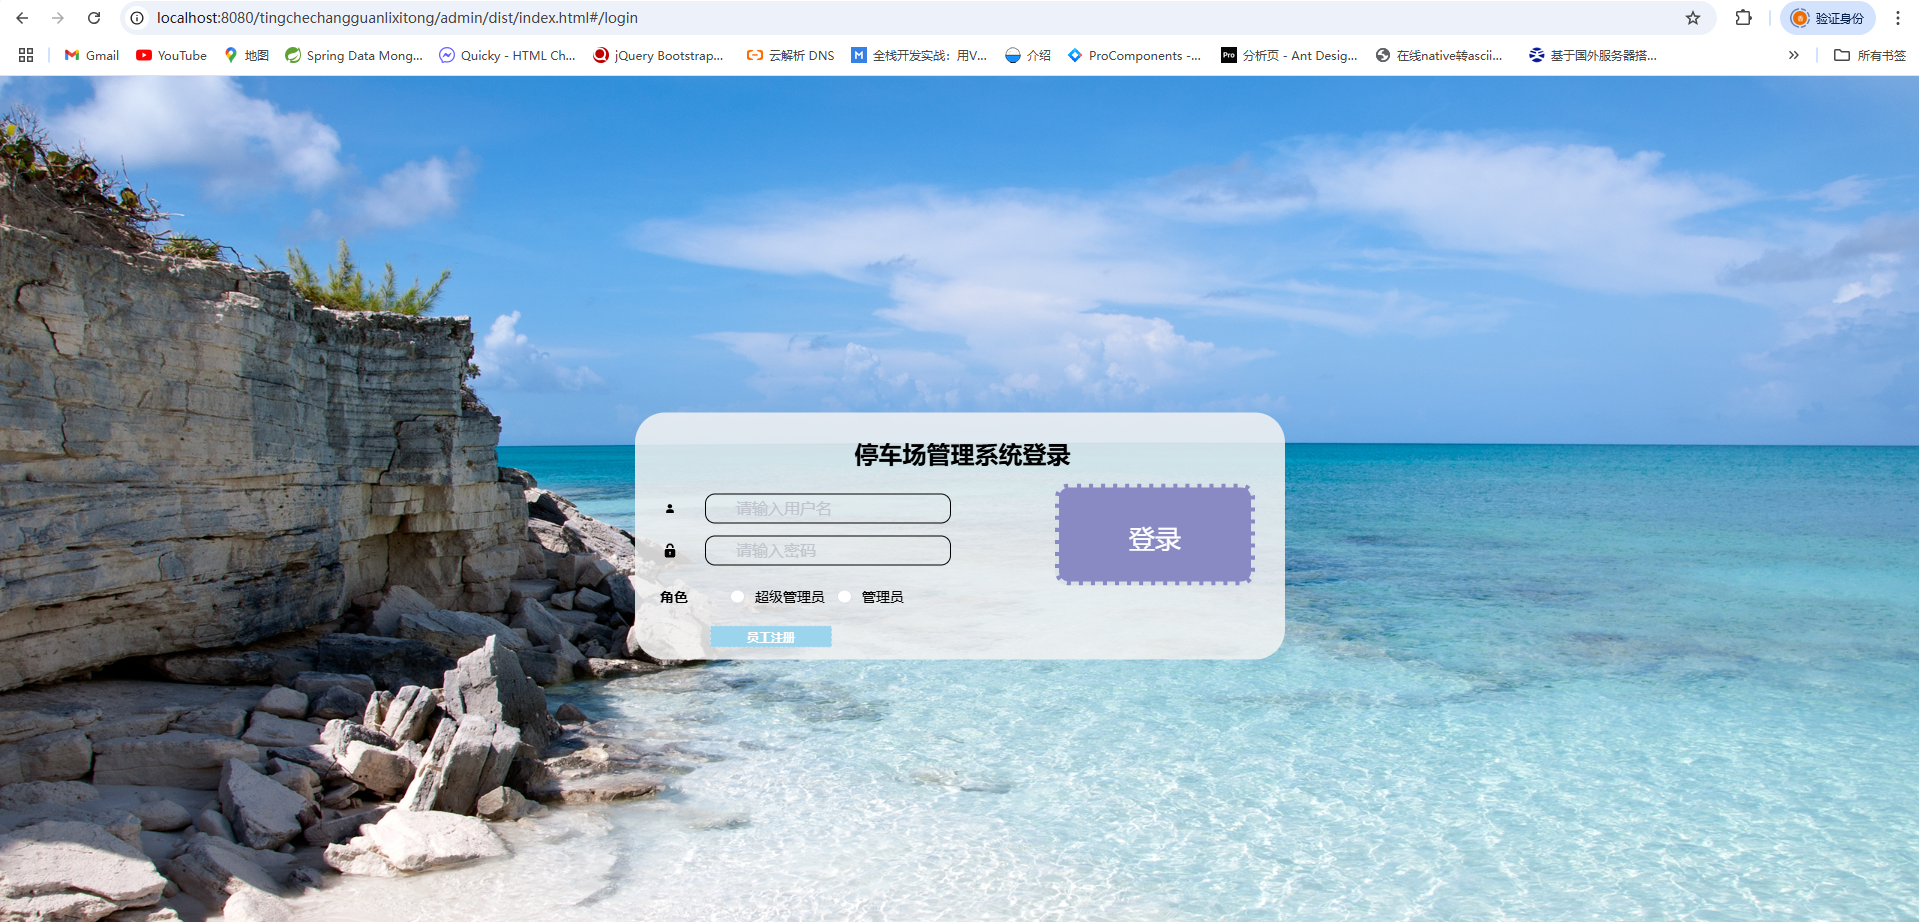 localhost:8080/tingchechangguanlixitong/admin/dist/index.html#/login
验证身份
Gmail
YouTube
地图
Spring Data Mong...
Quicky - HTML Ch...
jQuery Bootstrap...
云解析 DNS
全栈开发实战：用V...
介绍
ProComponents -...
Pro
分析页 - Ant Desig...
在线native转ascii...
基于国外服务器搭...
所有书签
停车场管理系统登录
请输入用户名
请输入密码
登录
角色
超级管理员
管理员
员工注册